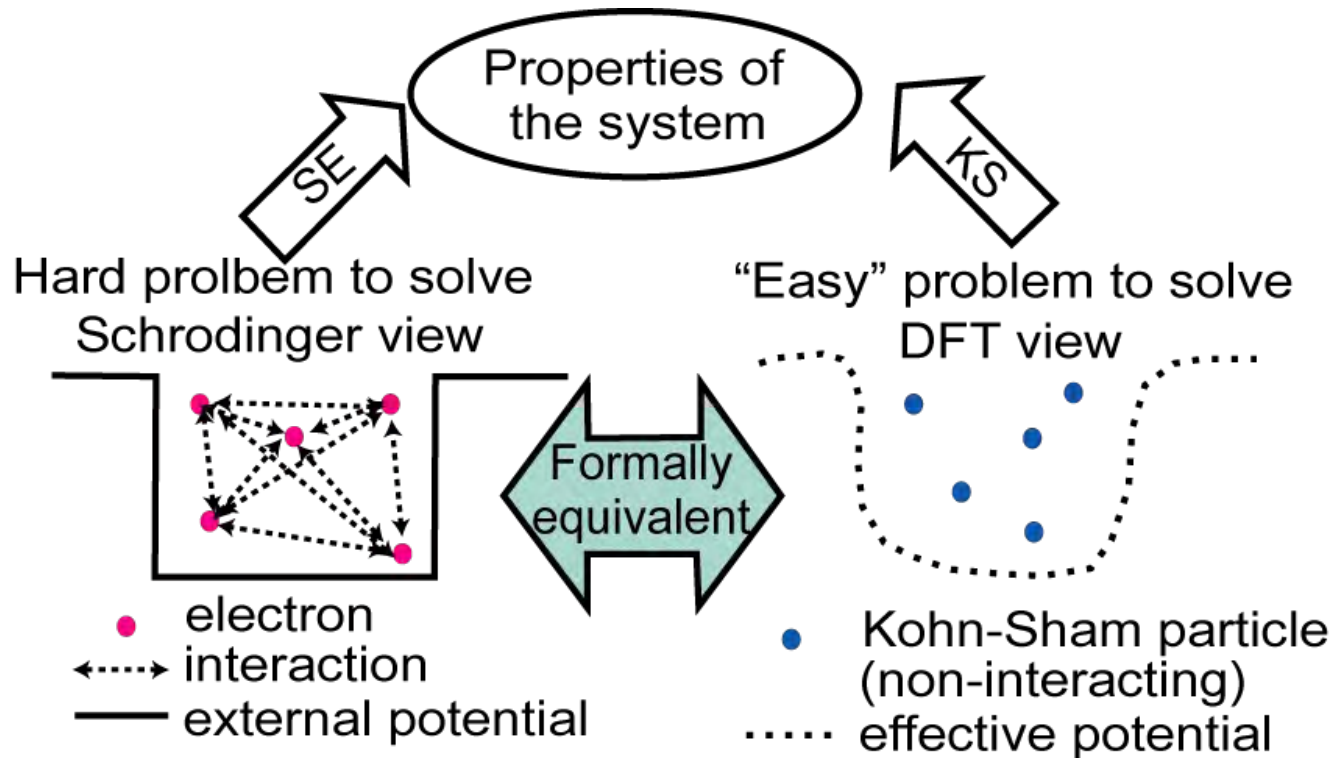 Properties of
the system
SE
KS
Hard prolbem to solve
Schrodinger view
“Easy” problem to solve
DFT view
Formally
equivalent
electron
interaction
external potential
Kohn-Sham particle
(non-interacting)
effective potential